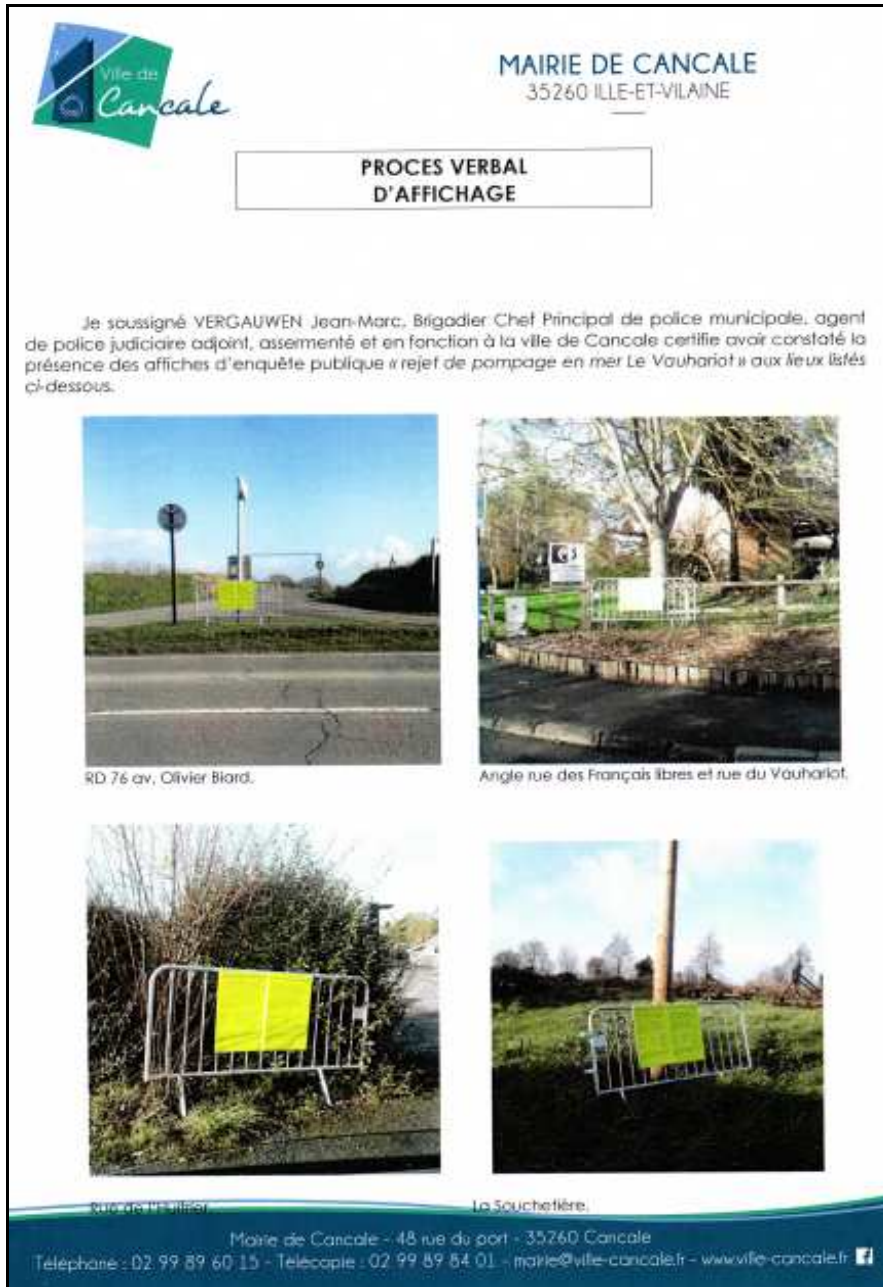 Ville de
Cancale
MAIRIE DE CANCALE
35260 ILLE-ET-VILAINE
PROCES VERBAL
D'AFFICHAGE
Je soussigné VERGAUWEN Jean-Marc, Brigadier Chef Principal de police municipale, agent
de police judiciaire adjoint, assermenté et en fonction à la ville de Cancale certifie avoir constaté la
présence des affiches d'enquête publique « rejet de pompage en mer Le Vauhariot » aux lieux listés
ci-dessous.
RD 76 av. Olivier Biard.
Angle rue des Français libres et rue du Vauhariot.
Rue de l'Huitrier.
La Souchetière.
Mairie de Cancale - 48 rue du port - 35260 Cancale
Téléphone : 02 99 89 60 15 - Télécopie : 02 99 89 84 01 - mairie@ville-cancale.fr - www.ville-cancale.fr